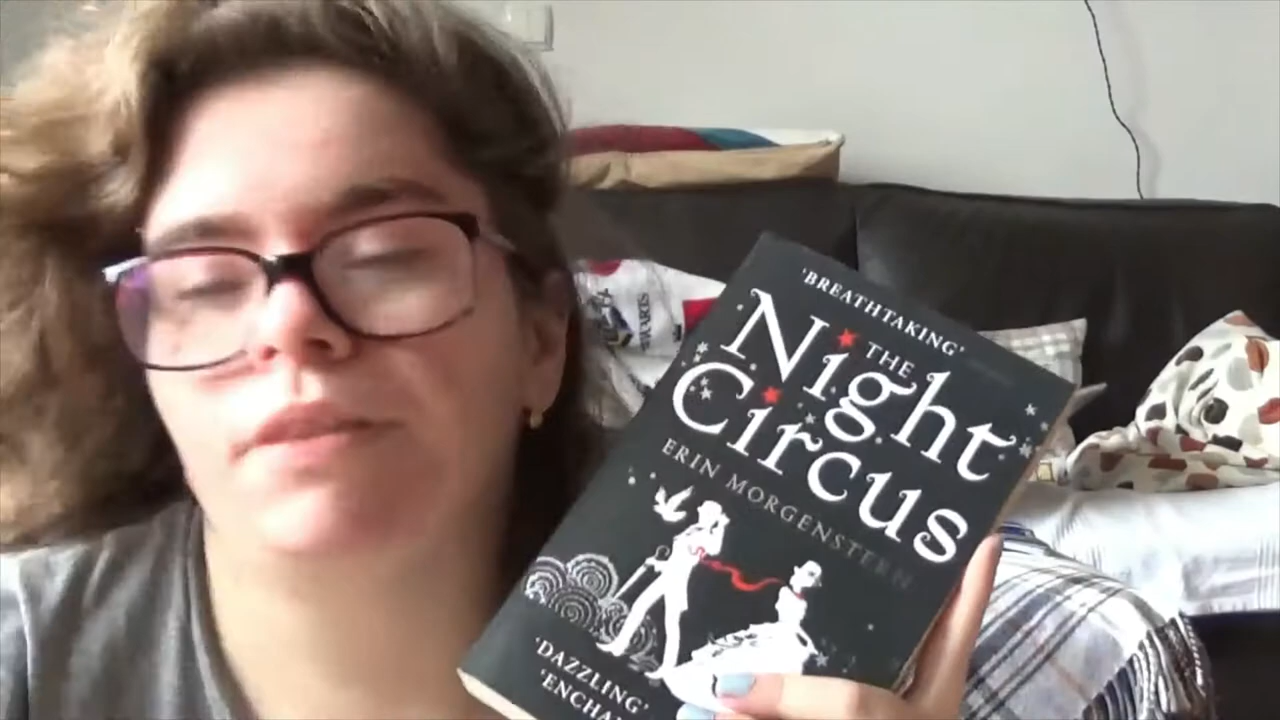 'BREATHTAKING'
THE
Night
Circus
ERIN MORGENSTERN
'DAZZLING'